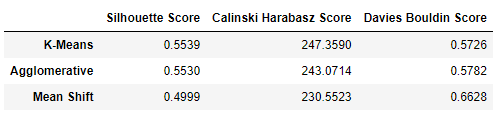 Silhouette Score Calinski Harabasz Score Davies Bouldin Score
K-Means 0.5539 247.3590 0.5726
Agglomerative 0.5530 243.0714 0.5782
Mean Shift 0.4999 230.5523 0.6628